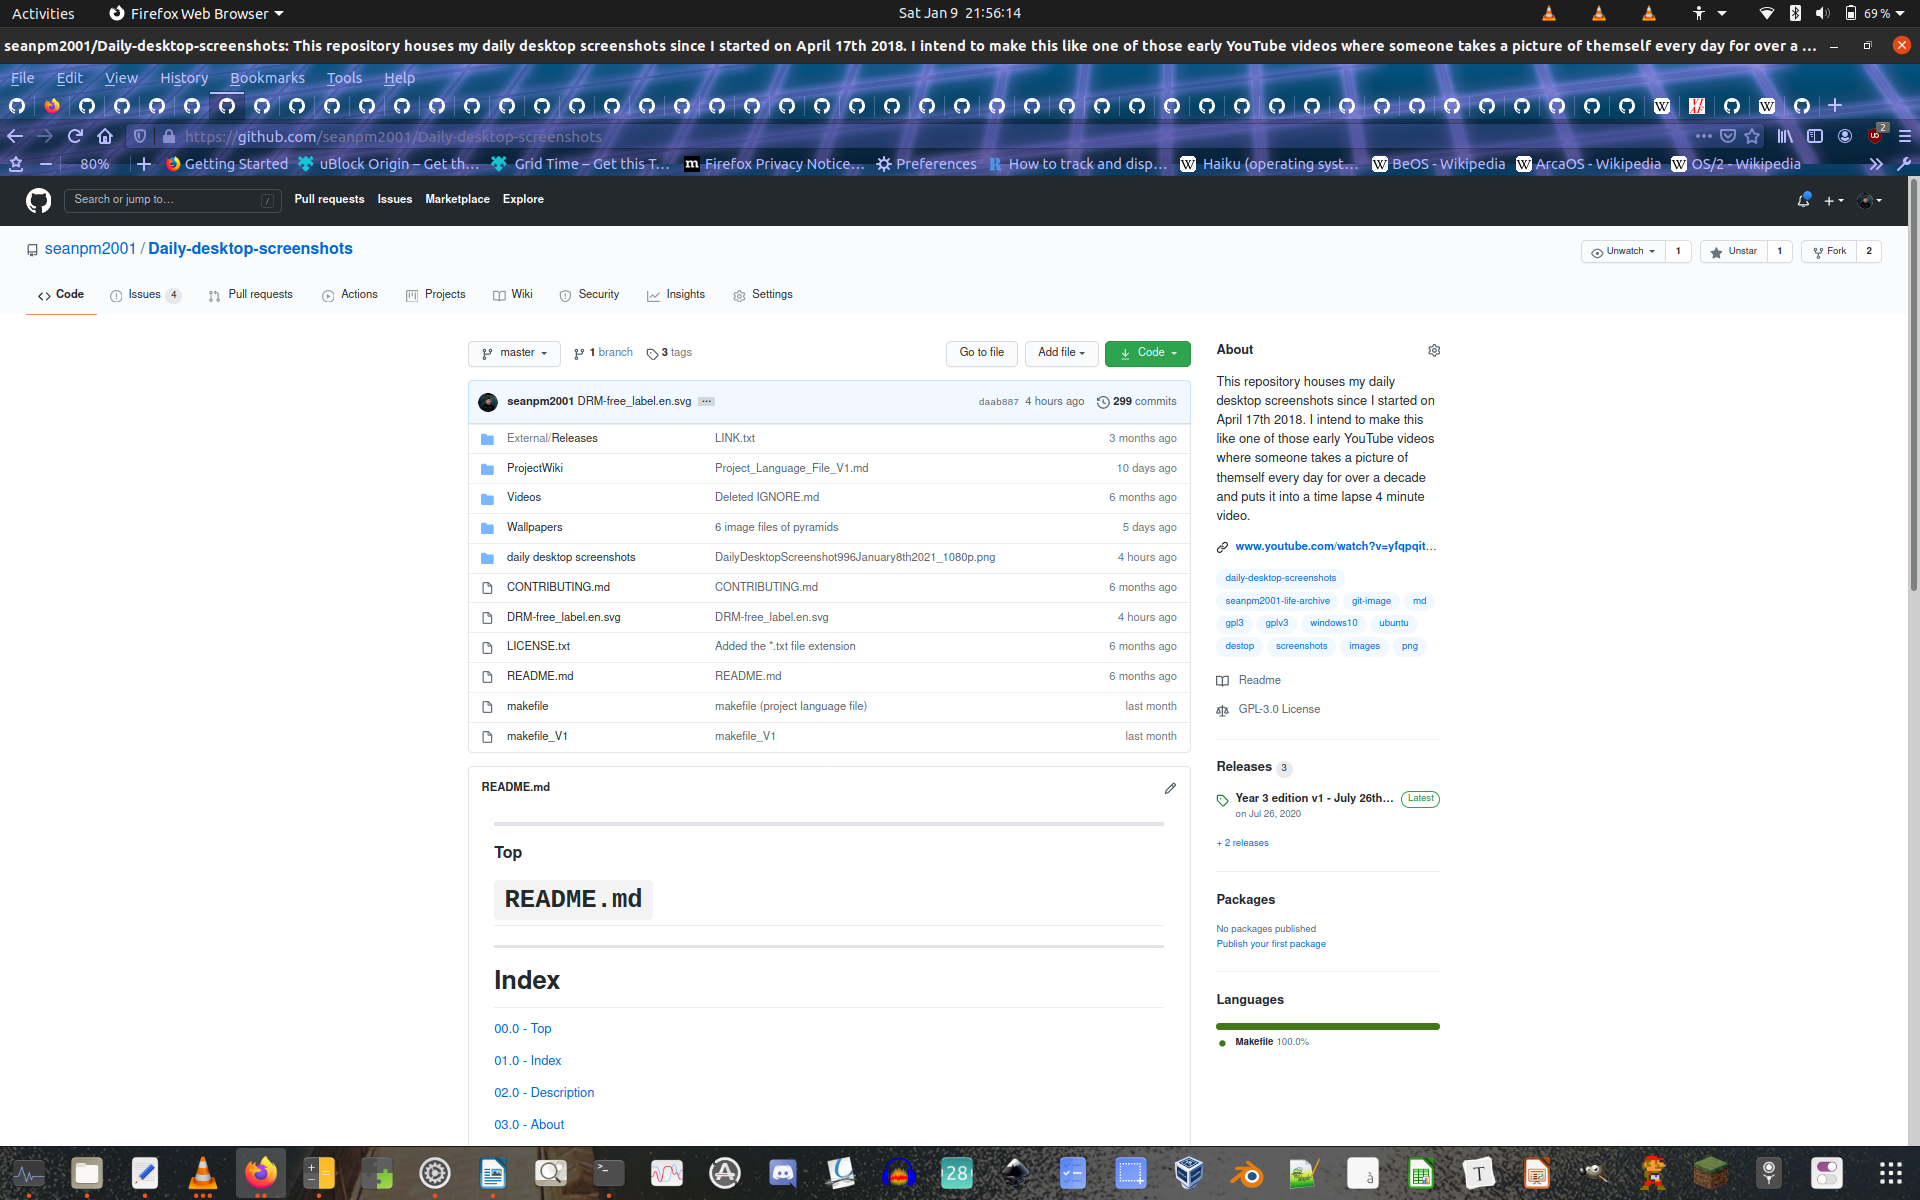 Activities Firefox Web Browser Sat Jan 9 21:56:14 69 %
seanpm2001/Daily-desktop-screenshots: This repository houses my daily desktop screenshots since I started on April 17th 2018. I intend to make this like one of those early YouTube videos where someone takes a picture of themself every day for over a ...
File Edit View History Bookmarks Tools Help
https://github.com/seanpm2001/Daily-desktop-screenshots 2
80% Getting Started uBlock Origin – Get th… Grid Time – Get this T… Firefox Privacy Notice… Preferences How to track and disp… Haiku (operating syst… BeOS - Wikipedia ArcaOS - Wikipedia OS/2 - Wikipedia
Search or jump to… / Pull requests Issues Marketplace Explore
seanpm2001 / Daily-desktop-screenshots Unwatch 1 Unstar 1 Fork 2
Code Issues 4 Pull requests Actions Projects Wiki Security Insights Settings
master 1 branch 3 tags Go to file Add file Code
seanpm2001 DRM-free_label.en.svg ... daab887 4 hours ago 299 commits
External/Releases LINK.txt 3 months ago
ProjectWiki Project_Language_File_V1.md 10 days ago
Videos Deleted IGNORE.md 6 months ago
Wallpapers 6 image files of pyramids 5 days ago
daily desktop screenshots DailyDesktopScreenshot996January8th2021_1080p.png 4 hours ago
CONTRIBUTING.md CONTRIBUTING.md 6 months ago
DRM-free_label.en.svg DRM-free_label.en.svg 4 hours ago
LICENSE.txt Added the *.txt file extension 6 months ago
README.md README.md 6 months ago
makefile makefile (project language file) last month
makefile_V1 makefile_V1 last month
README.md
Top
README.md
Index
00.0 - Top
01.0 - Index
02.0 - Description
03.0 - About
About
This repository houses my daily
desktop screenshots since I started on
April 17th 2018. I intend to make this
like one of those early YouTube videos
where someone takes a picture of
themself every day for over a decade
and puts it into a time lapse 4 minute
video.
www.youtube.com/watch?v=yfqpqit...
daily-desktop-screenshots
seanpm2001-life-archive git-image md
gpl3 gplv3 windows10 ubuntu
destop screenshots images png
Readme
GPL-3.0 License
Releases 3
Year 3 edition v1 - July 26th... Latest
on Jul 26, 2020
+ 2 releases
Packages
No packages published
Publish your first package
Languages
Makefile 100.0%
28